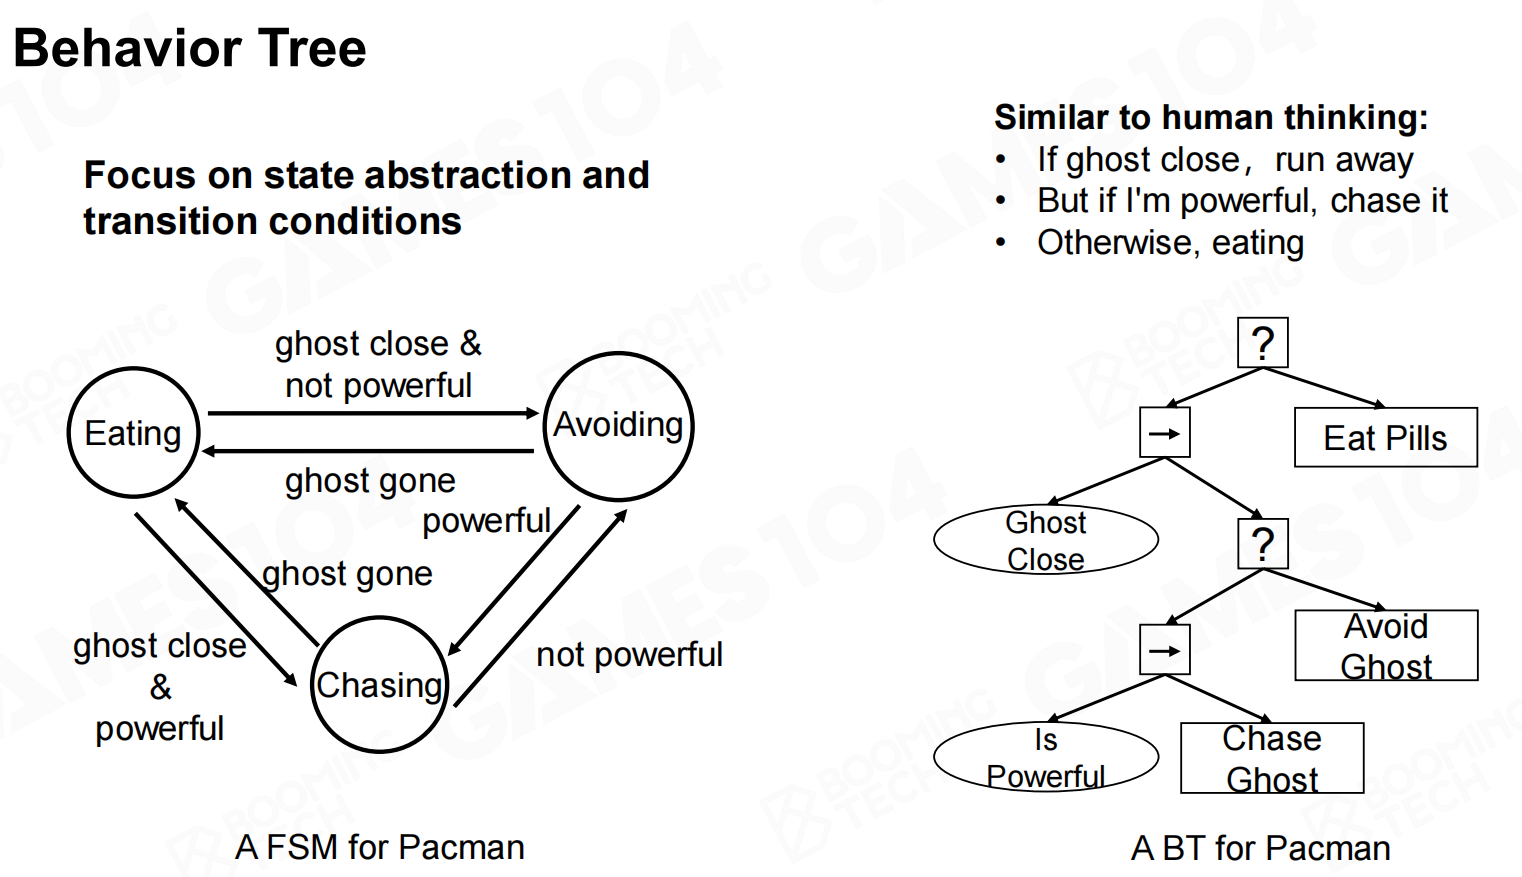 Behavior Tree
Focus on state abstraction and
transition conditions
ghost close &
not powerful
Eating
Avoiding
ghost gone
powerful
ghost gone
ghost close
&
powerful
not powerful
Chasing
A FSM for Pacman
Similar to human thinking:
• If ghost close，run away
• But if I'm powerful, chase it
• Otherwise, eating
?
→
Eat Pills
Ghost
Close
?
→
Avoid
Ghost
Is
Powerful
Chase
Ghost
A BT for Pacman
GAMES104
BOOMING
TECH